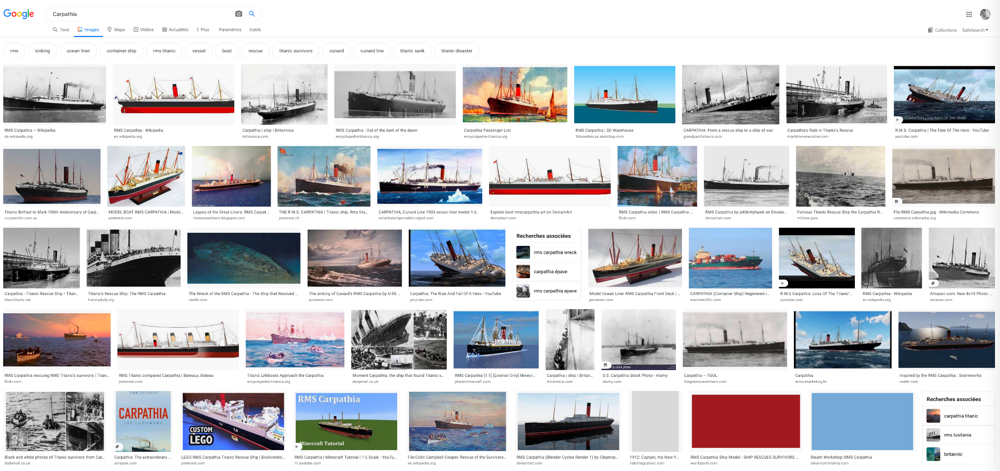 Google
Carpathia
Tous Images Maps Vidéos Actualités Plus Paramètres Outils
Collections SafeSearch
rms sinking ocean liner container ship rms titanic vessel boat rescue titanic survivors cunard cunard line titanic sank titanic disaster
CARPATHIA | THE FATE OF THE HERO
RMS Carpathia – Wikipedia
de.wikipedia.org
RMS Carpathia - Wikipedia
en.wikipedia.org
Carpathia | ship | Britannica
britannica.com
RMS Carpathia : Out of the dark of the dawn
encyclopedia-titanica.org
Carpathia Passenger List
encyclopedia-titanica.org
RMS Carpathia | 3D Warehouse
3dwarehouse.sketchup.com
CARPATHIA: From a rescue ship to a ship of war
grandpacifictours.com
Carpathia's Role in Titanic's Rescue
maritime-executive.com
R.M.S. Carpathia | The Fate Of The Hero - YouTube
youtube.com
Titanic Belfast to Mark 100th Anniversary of Carp...
cruisecritic.com.au
MODEL BOAT RMS CARPATHIA | Mode...
pinterest.com
Legacy of the Great Liners: RMS Carpat...
minioceanliners.blogspot.com
THE R.M.S. CARPATHIA | Titanic ship, Rms tita...
pinterest.ch
CARPATHIA, Cunard Line 1903 ocean liner model 1:6...
scherbakshipmodels.tripod.com
Explore best rmscarpathia art on DeviantArt
deviantart.com
RMS Carpathia color. | RMS Carpathia ...
flickr.com
RMS Carpathia by p40kittyhawk on Devian...
deviantart.com
Famous Titanic Rescue Ship the Carpathia R...
mfame.guru
File:RMS-Carpathia.jpg - Wikimedia Commons
commons.wikimedia.org
Carpathia - Titanic Rescue Ship • Titan...
titanicfacts.net
Titanic's Rescue Ship: The RMS Carpathia
historydaily.org
The Wreck of the RMS Carpathia - The Ship that Rescued ...
reddit.com
The sinking of Cunard's RMS Carpathia by U-55 ...
pinterest.com
Carpathia: The Rise And Fall Of A Hero - YouTube
youtube.com
Recherches associées
rms carpathia wreck
carpathia épave
rms carpathia epave
Model Ocean Liner RMS Carpathia Front Deck | ...
pinterest.com
CARPATHIA (Container Ship) Registered i...
marinetraffic.com
R.M.S Carpathia: Loss Of The Titanic'...
youtube.com
RMS Carpathia - Wikipedia
en.wikipedia.org
Amazon.com: New 8x10 Photo: ...
amazon.com
my stock photo
RMS Carpathia rescuing RMS Titanic's survivors | Titan...
flickr.com
RMS Titanic compared Carpathia | Bateaux, Bateau
pinterest.com
Titanic Lifeboats Approach the Carpathia
encyclopedia-titanica.org
Moment Carpathia, the ship that found Titanic s...
dailymail.co.uk
RMS Carpathia [1:1] [Exterior Only] Minecr...
planetminecraft.com
Carpathia | ship | Britan...
britannica.com
S.S. Carpathia Stock Photo - Alamy
alamy.com
Carpathia – TGOL
thegreatoceanliners.com
Carpathia
atma-marketing.hr
Inspired by the RMS Carpathia : Stormworks
reddit.com
THE TITANIC
CARPATHIA
JAY LUDOWYKE
CUSTOM
LEGO
RMS Carpathia
Minecraft Tutorial
Black and white photos of Titanic survivors from Car...
dailymail.co.uk
Carpathia: The extraordinary ...
amazon.com
LEGO RMS Carpathia Titanic Rescue Ship | Brickventio...
pinterest.com
RMS Carpathia | Minecraft Tutorial | 1:5 Scale - YouTu...
m.youtube.com
File:Colin Campbell Cooper, Rescue of the Survivors...
en.wikipedia.org
RMS Carpathia (Blender Cycles Render 1) by Cleptrop...
deviantart.com
1912: Captain, the New Y...
hatchingcatnyc.com
RMS Carpathia Ship Model - SHIP RESCUES SURVIVORS ...
worthpoint.com
Steam Workshop::RMS Carpathia
steamcommunity.com
Recherches associées
carpathia titanic
rms lusitania
britannic